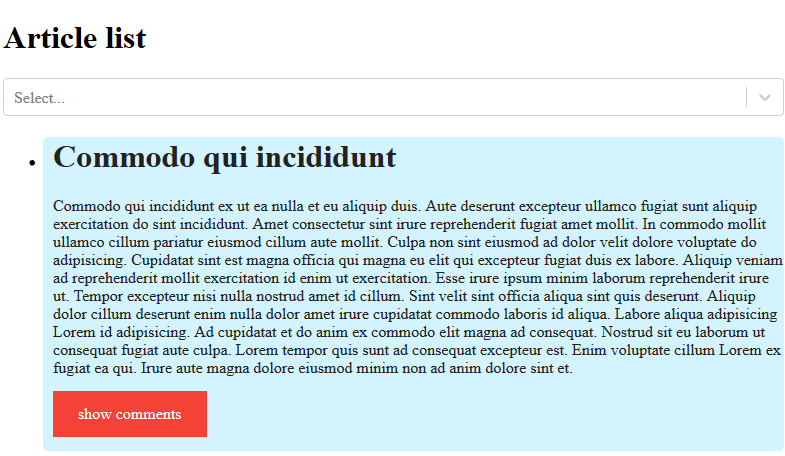 Article list
Select...
Commodo qui incididunt
Commodo qui incididunt ex ut ea nulla et eu aliquip duis. Aute deserunt excepteur ullamco fugiat sunt aliquip
exercitation do sint incididunt. Amet consectetur sint irure reprehenderit fugiat amet mollit. In commodo mollit
ullamco cillum pariatur eiusmod cillum aute mollit. Culpa non sint eiusmod ad dolor velit dolore voluptate do
adipisicing. Cupidatat sint est magna officia qui magna eu elit qui excepteur fugiat duis ex labore. Aliquip veniam
ad reprehenderit mollit exercitation id enim ut exercitation. Esse irure ipsum minim laborum reprehenderit irure
ut. Tempor excepteur nisi nulla nostrud amet id cillum. Sint velit sint officia aliqua sint quis deserunt. Aliquip
dolor cillum deserunt enim nulla dolor amet irure cupidatat commodo laboris id aliqua. Labore aliqua adipisicing
Lorem id adipisicing. Ad cupidatat et do anim ex commodo elit magna ad consequat. Nostrud sit eu laborum ut
consequat fugiat aute culpa. Lorem tempor quis sunt ad consequat excepteur est. Enim voluptate cillum Lorem ex
fugiat ea qui. Irure aute magna dolore eiusmod minim non ad anim dolore sint et.
show comments